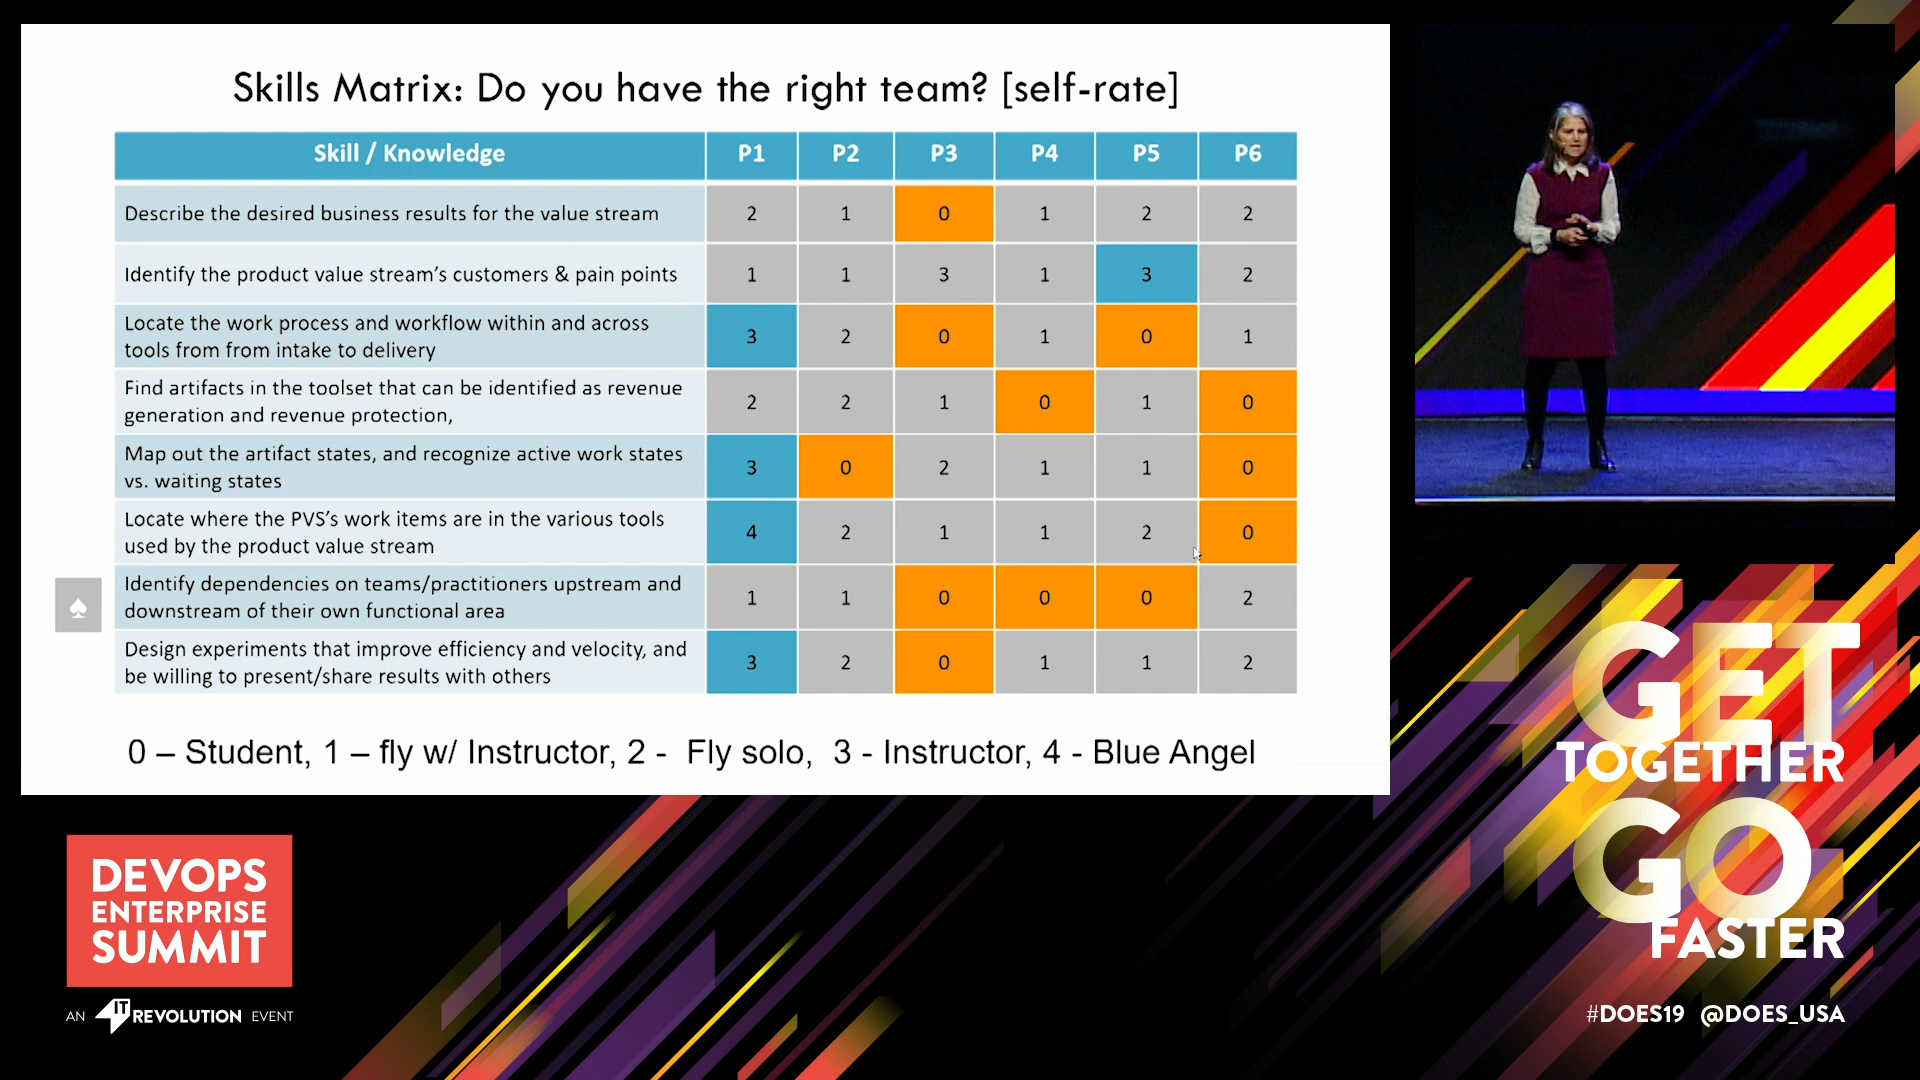 Skills Matrix: Do you have the right team? [self-rate]
Skill / Knowledge P1 P2 P3 P4 P5 P6
Describe the desired business results for the value stream 2 1 0 1 2 2
Identify the product value stream's customers & pain points 1 1 3 1 3 2
Locate the work process and workflow within and across
tools from from intake to delivery 3 2 0 1 0 1
Find artifacts in the toolset that can be identified as revenue
generation and revenue protection, 2 2 1 0 1 0
Map out the artifact states, and recognize active work states
vs. waiting states 3 0 2 1 1 0
Locate where the PVS's work items are in the various tools
used by the product value stream 4 2 1 1 2 0
Identify dependencies on teams/practitioners upstream and
downstream of their own functional area 1 1 0 0 0 2
Design experiments that improve efficiency and velocity, and
be willing to present/share results with others 3 2 0 1 1 2
0 – Student, 1 – fly w/ Instructor, 2 - Fly solo, 3 - Instructor, 4 - Blue Angel
DEVOPS
ENTERPRISE
SUMMIT
AN IT REVOLUTION EVENT
GET
TOGETHER
GO
FASTER
#DOES19 @DOES_USA